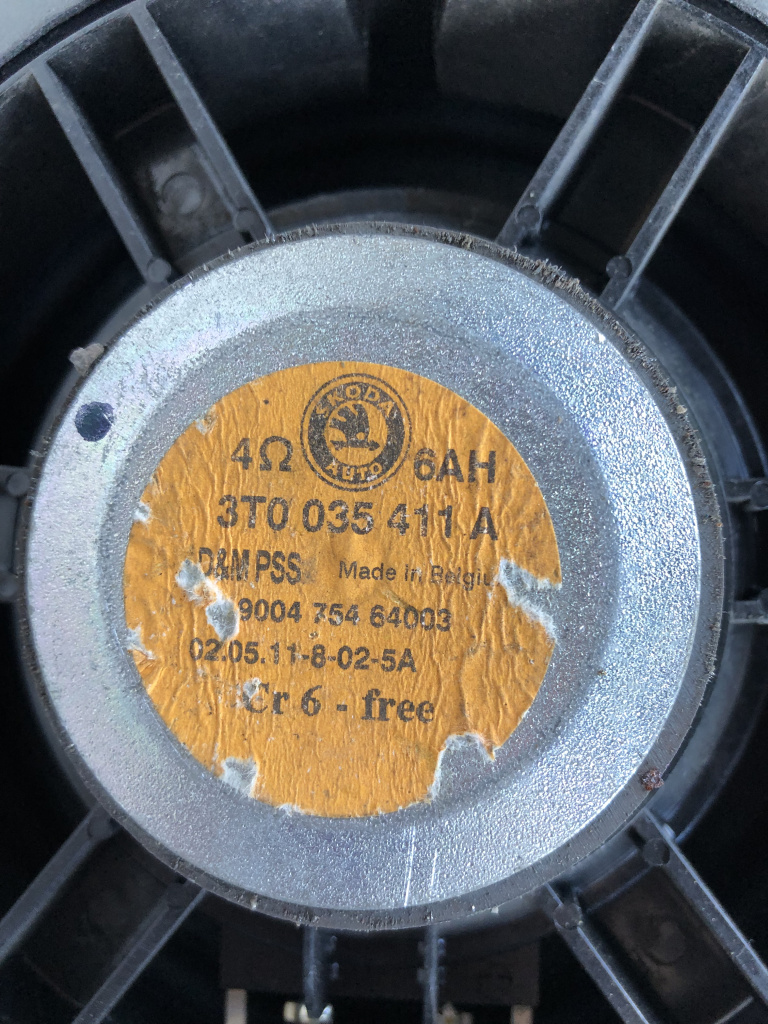 ŠKODA
AUTO
4Ω 6AH
3T0 035 411 A
D&M PSS Made in Belgiu
9004 754 64003
02.05.11-8-02-5A
Cr 6 - free